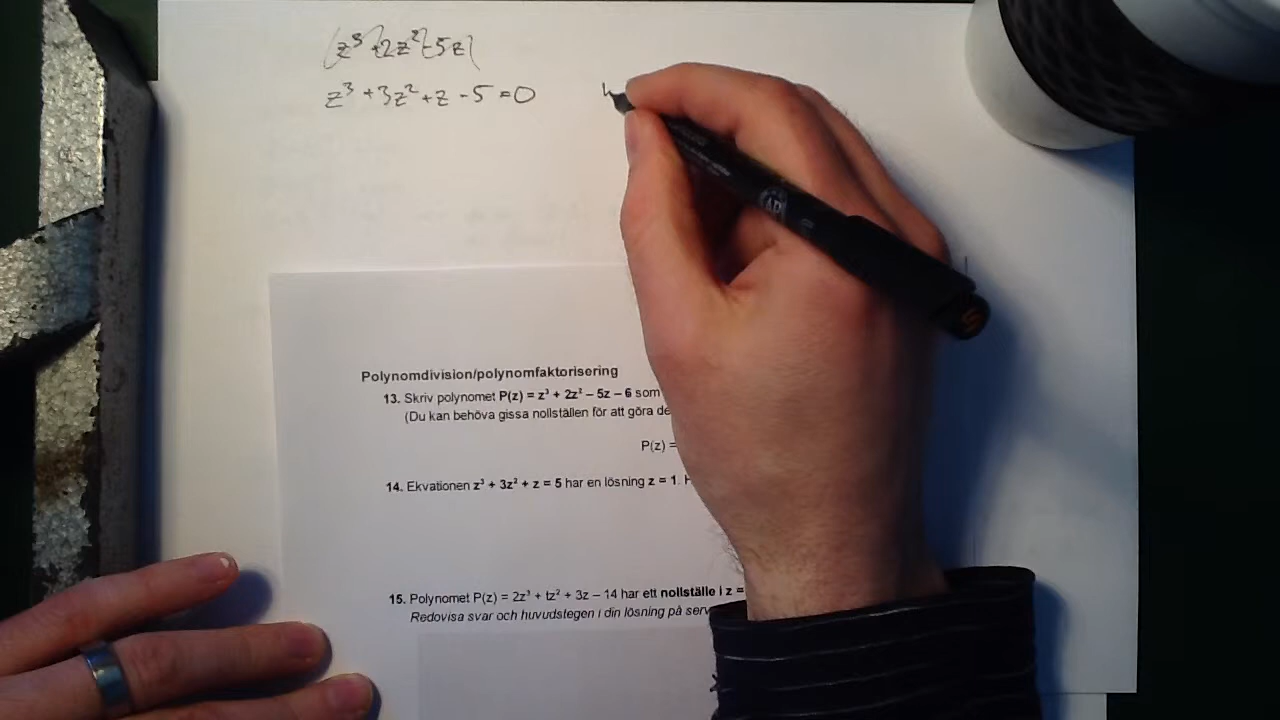 (z³+2z²-5z)
z³+3z²+z-5=0
Polynomdivision/polynomfaktorisering
13. Skriv polynomet P(z) = z³ + 2z² – 5z – 6 som
(Du kan behöva gissa nollställen för att göra de
P(z) =
14. Ekvationen z³ + 3z² + z = 5 har en lösning z = 1.
15. Polynomet P(z) = 2z³ + tz² + 3z – 14 har ett nollställe i z =
Redovisa svar och huvudstegen i din lösning på